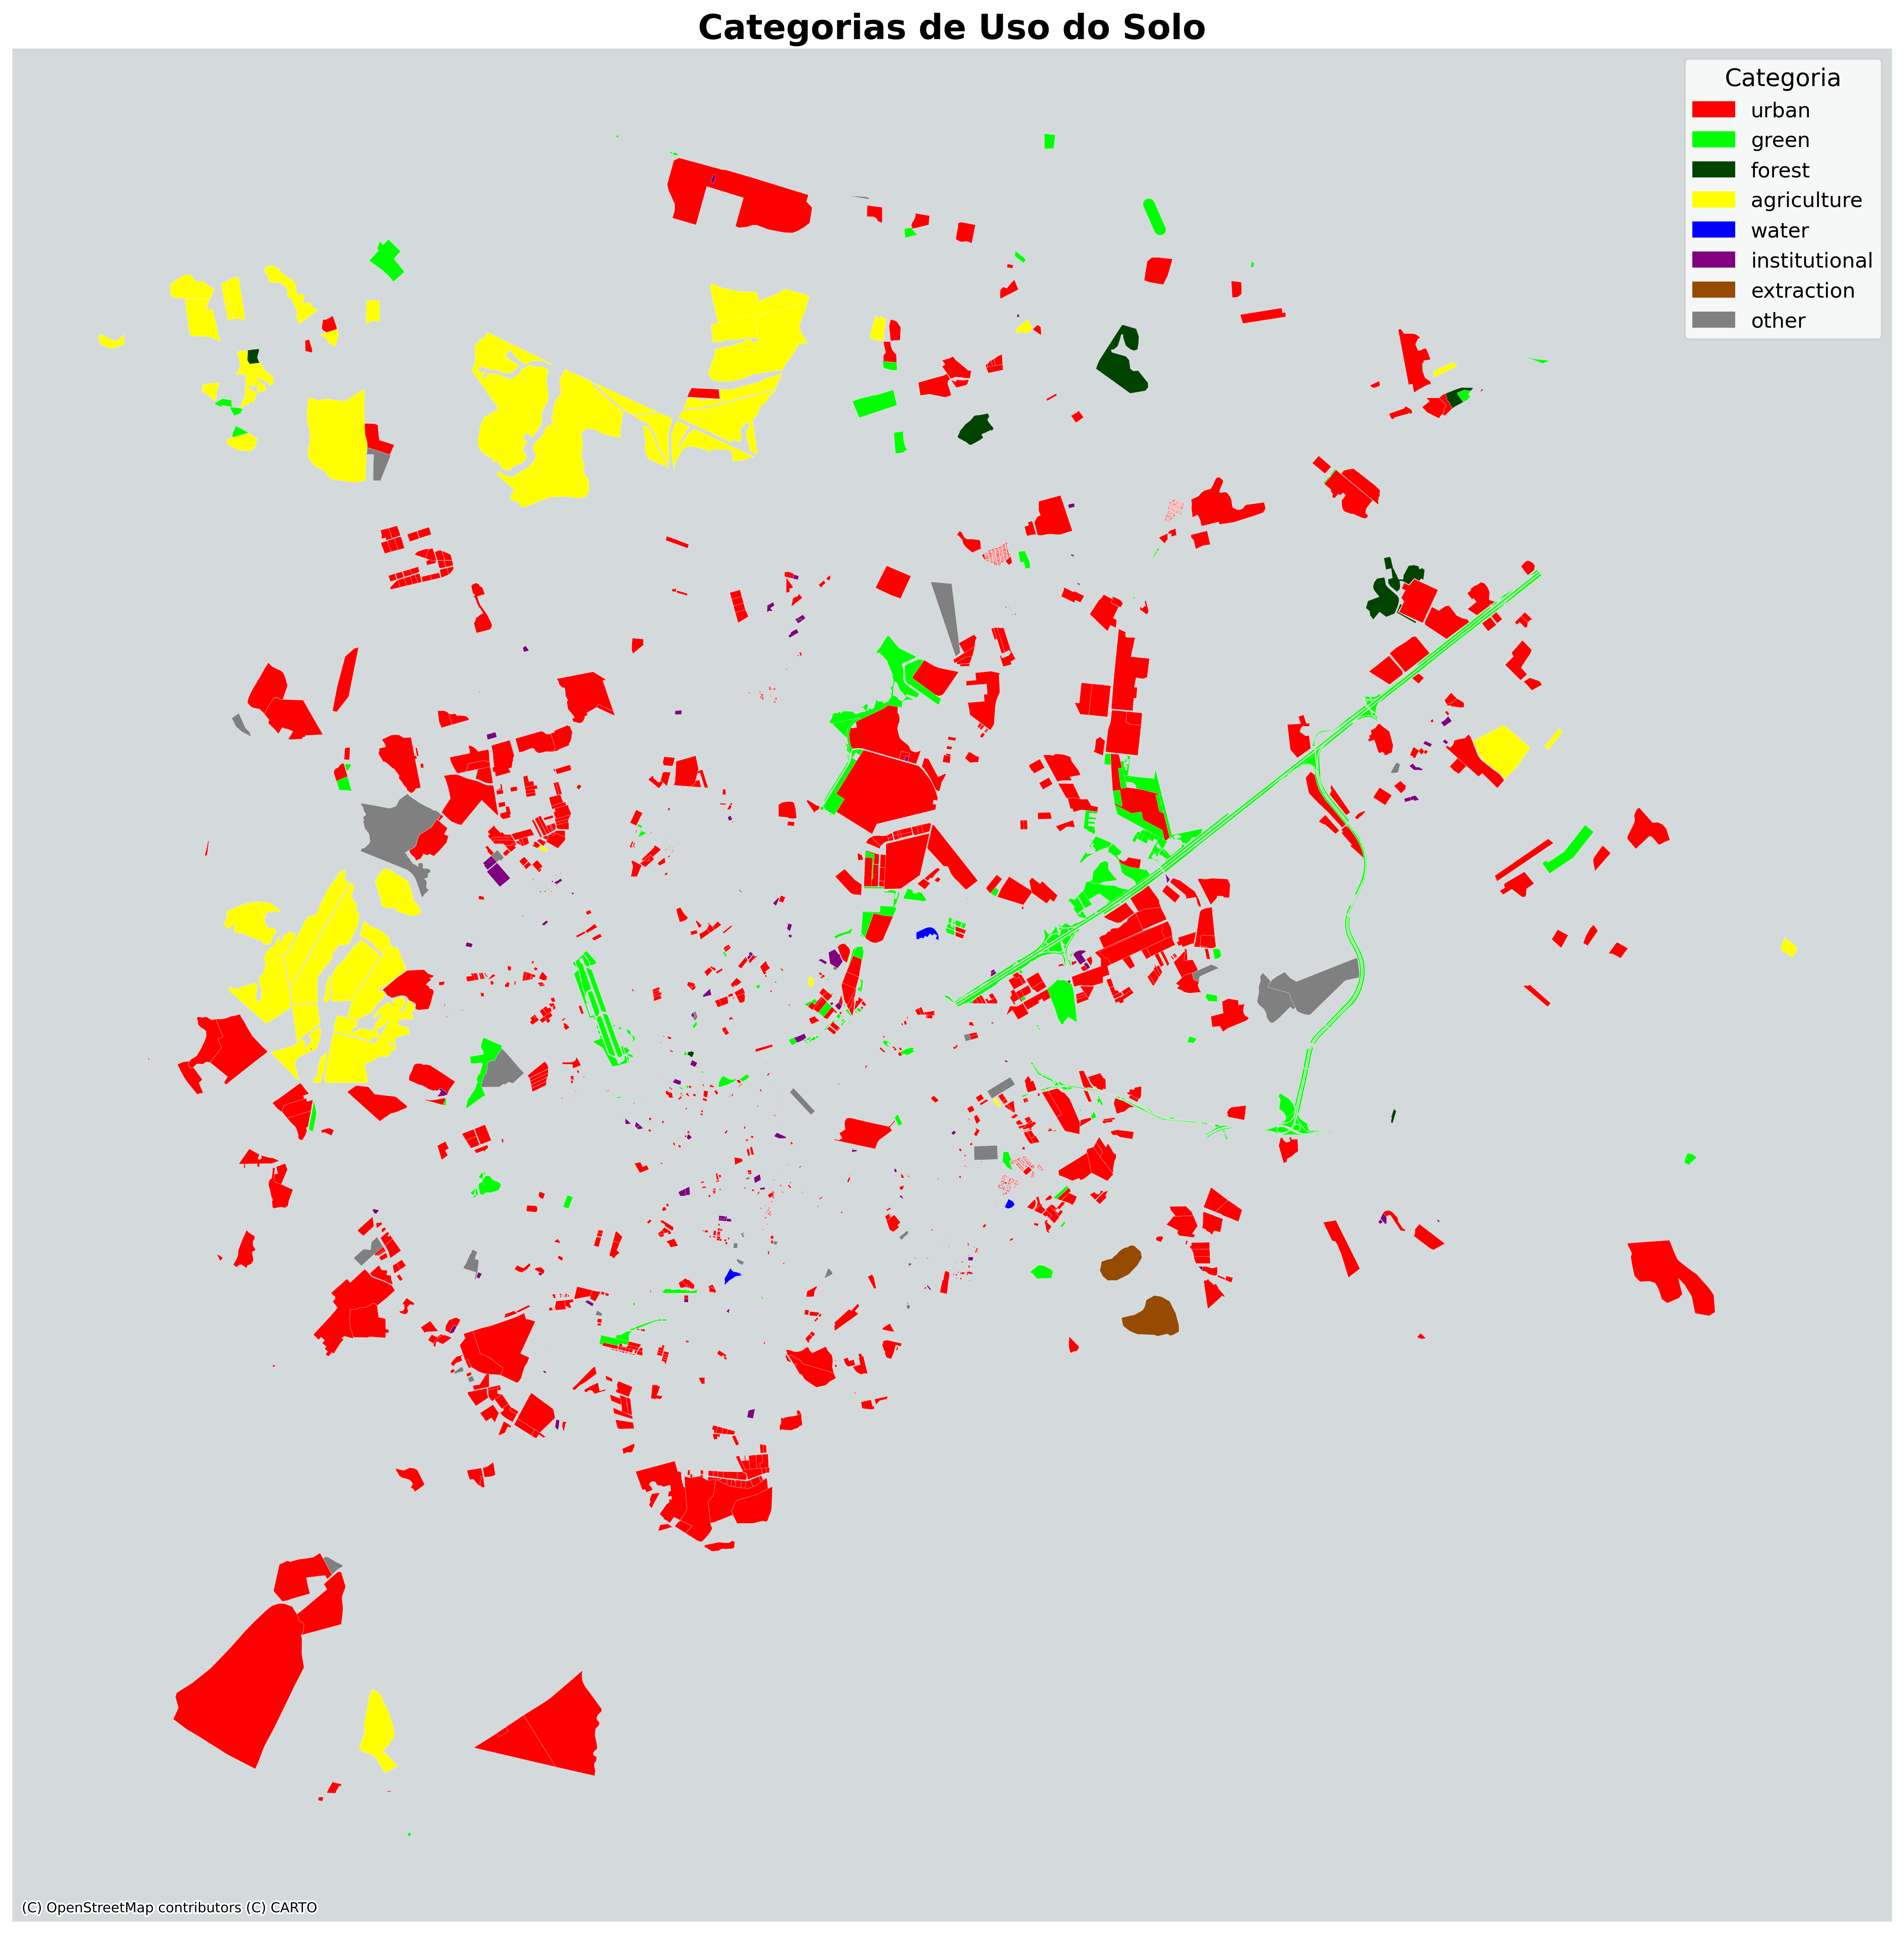 Categorias de Uso do Solo
Categoria
urban
green
forest
agriculture
water
institutional
extraction
other
(C) OpenStreetMap contributors (C) CARTO